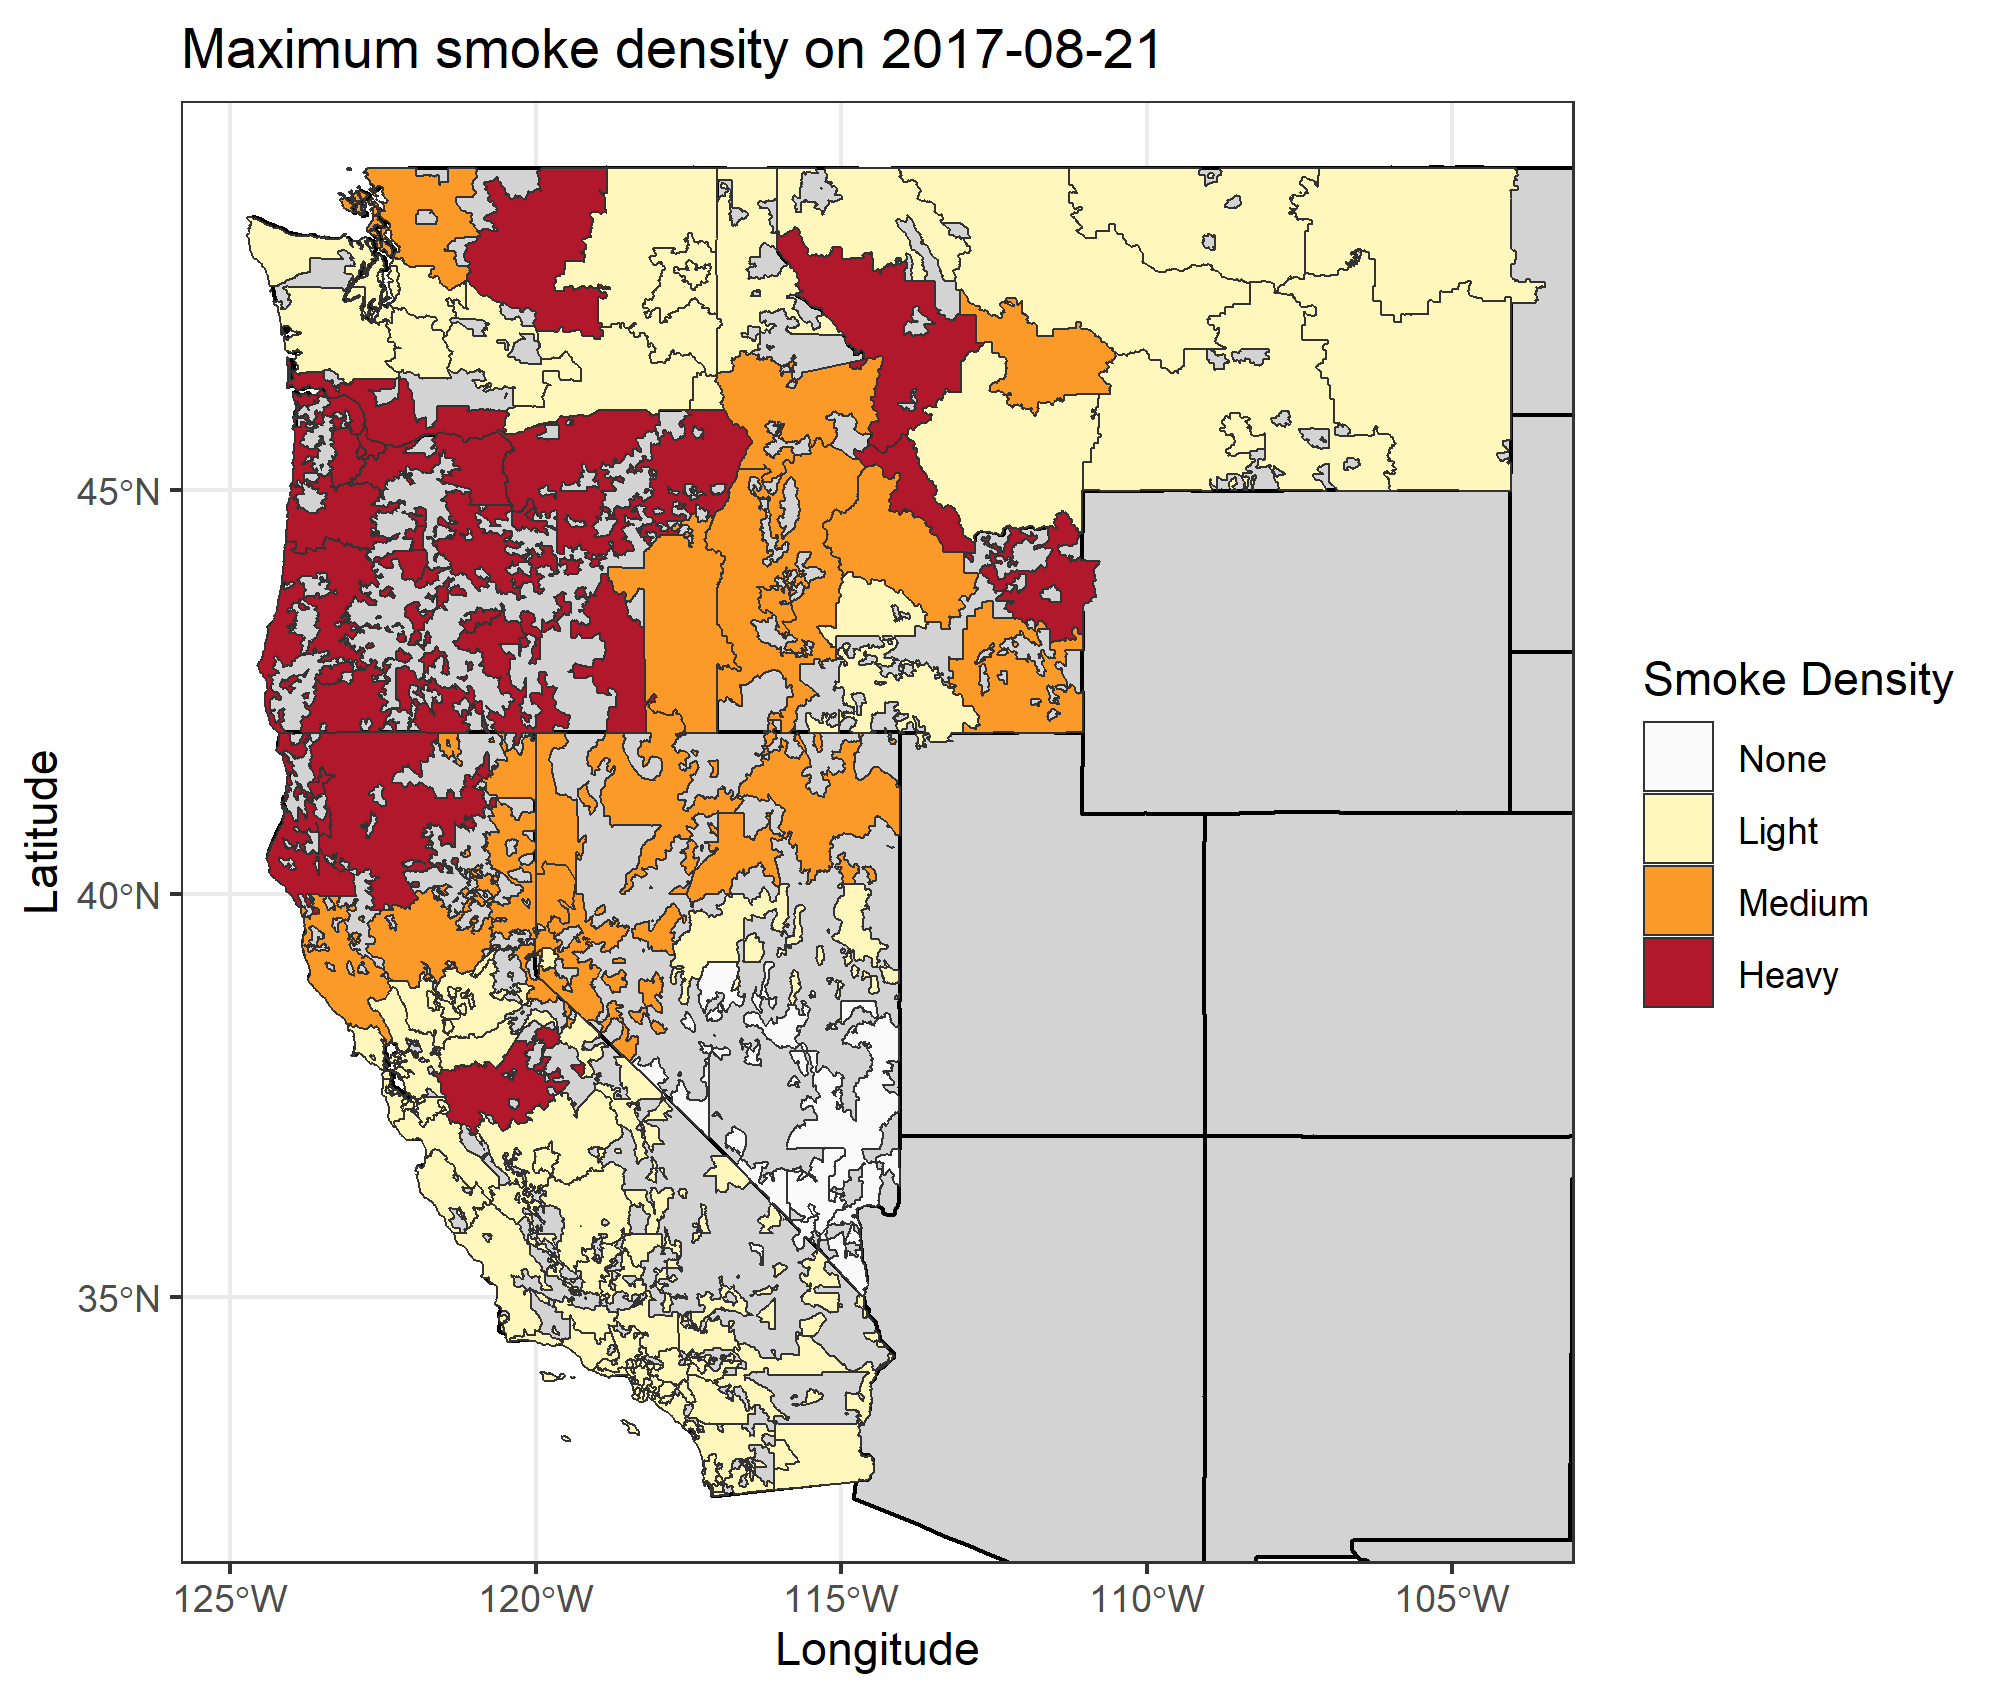 Maximum smoke density on 2017-08-21
45°N
40°N
35°N
Latitude
125°W
120°W
115°W
110°W
105°W
Longitude
Smoke Density
None
Light
Medium
Heavy